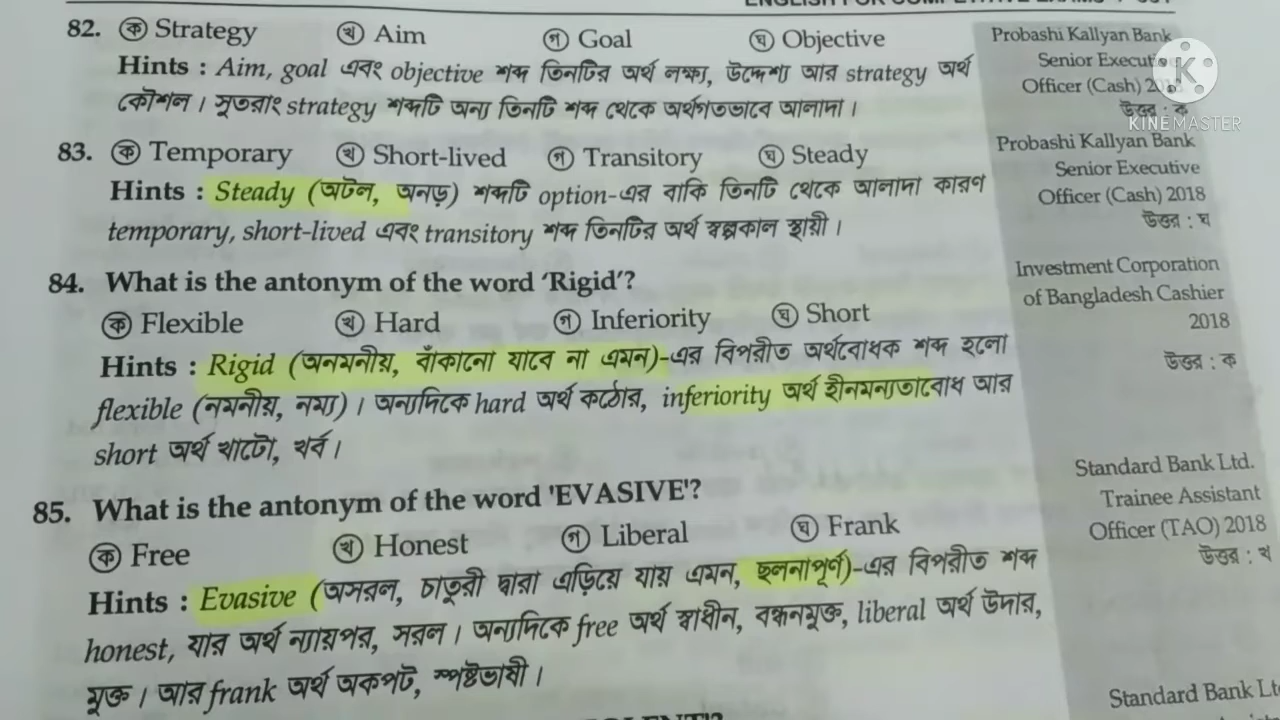 ENGLISH FOR COMPETITIVE EXAMS
82. ক Strategy খ Aim গ Goal ঘ Objective
Hints : Aim, goal এবং objective শব্দ তিনটির অর্থ লক্ষ্য, উদ্দেশ্য আর strategy অর্থ
কৌশল। সুতরাং strategy শব্দটি অন্য তিনটি শব্দ থেকে অর্থগতভাবে আলাদা।
Probashi Kallyan Bank
Senior Executive
Officer (Cash) 2018
উত্তর : ক
KINEMASTER
83. ক Temporary খ Short-lived গ Transitory ঘ Steady
Hints : Steady (অটল, অনড়) শব্দটি option-এর বাকি তিনটি থেকে আলাদা কারণ
temporary, short-lived এবং transitory শব্দ তিনটির অর্থ স্বল্পকাল স্থায়ী।
Probashi Kallyan Bank
Senior Executive
Officer (Cash) 2018
উত্তর : ঘ
84. What is the antonym of the word ‘Rigid’?
ক Flexible খ Hard গ Inferiority ঘ Short
Hints : Rigid (অনমনীয়, বাঁকানো যাবে না এমন)-এর বিপরীত অর্থবোধক শব্দ হলো
flexible (নমনীয়, নম্য)। অন্যদিকে hard অর্থ কঠোর, inferiority অর্থ হীনমন্যতাবোধ আর
short অর্থ খাটো, খর্ব।
Investment Corporation
of Bangladesh Cashier
2018
উত্তর : ক
85. What is the antonym of the word 'EVASIVE'?
ক Free খ Honest গ Liberal ঘ Frank
Hints : Evasive (অসরল, চাতুরী দ্বারা এড়িয়ে যায় এমন, ছলনাপূর্ণ)-এর বিপরীত শব্দ
honest, যার অর্থ ন্যায়পর, সরল। অন্যদিকে free অর্থ স্বাধীন, বন্ধনমুক্ত, liberal অর্থ উদার,
মুক্ত। আর frank অর্থ অকপট, স্পষ্টভাষী।
Standard Bank Ltd.
Trainee Assistant
Officer (TAO) 2018
উত্তর : খ
Standard Bank Lt